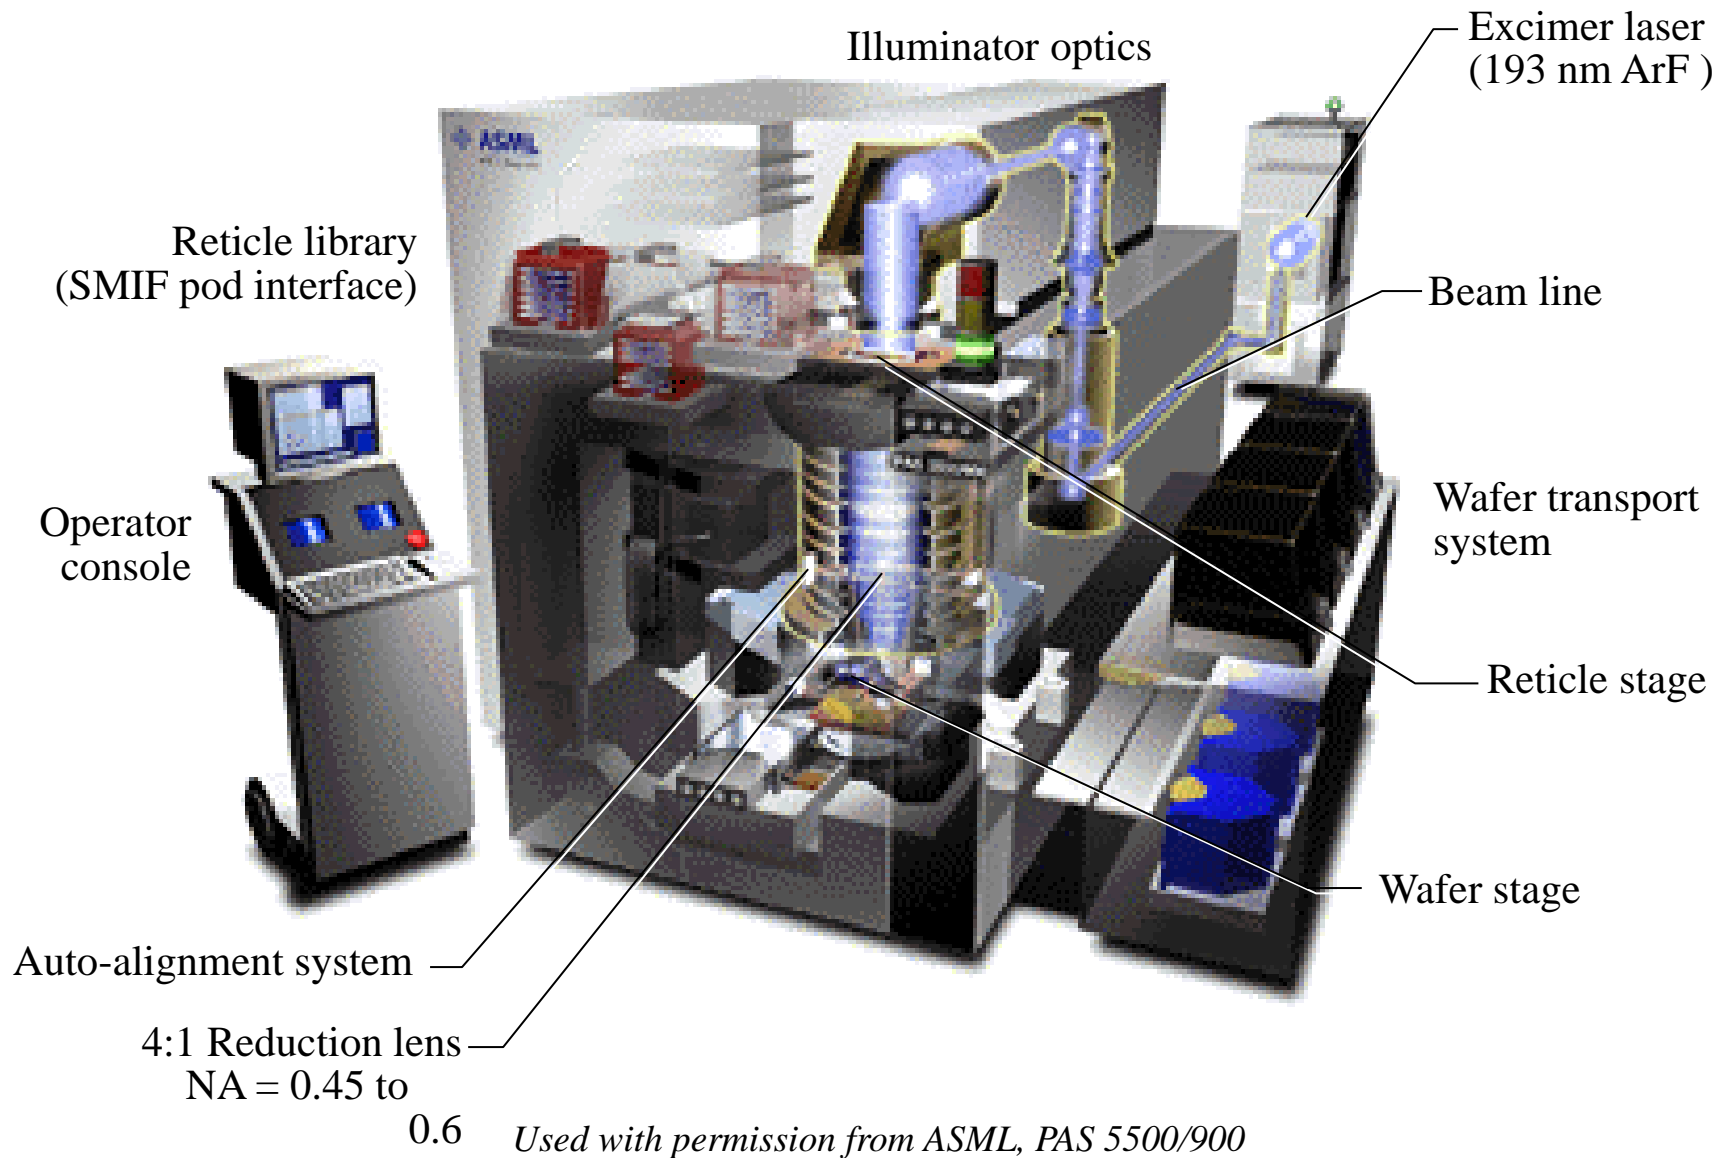 Illuminator optics
Excimer laser
(193 nm ArF )
ASML
Reticle library
(SMIF pod interface)
Beam line
Operator
console
Wafer transport
system
Reticle stage
Wafer stage
Auto-alignment system
4:1 Reduction lens
NA = 0.45 to
0.6
Used with permission from ASML, PAS 5500/900